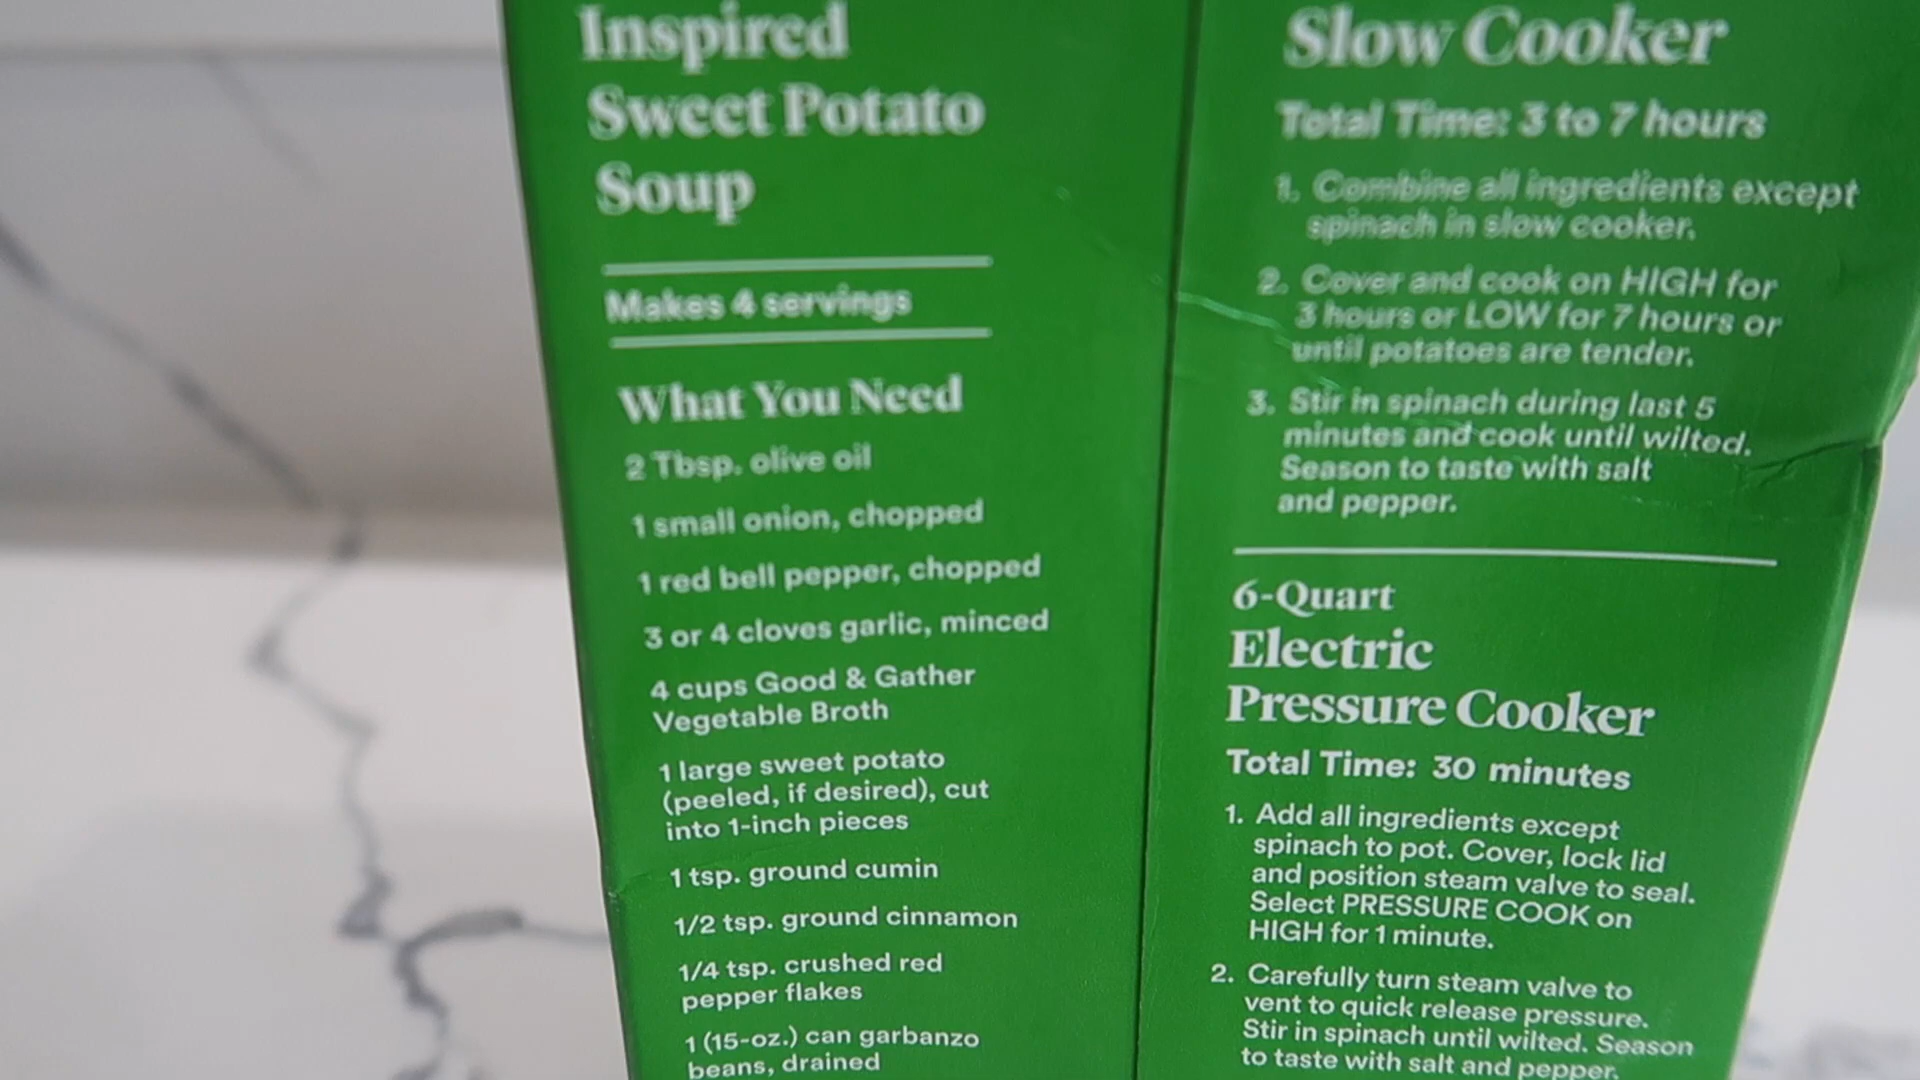 Inspired
Sweet Potato
Soup
Makes 4 servings
What You Need
2 Tbsp. olive oil
1 small onion, chopped
1 red bell pepper, chopped
3 or 4 cloves garlic, minced
4 cups Good & Gather
Vegetable Broth
1 large sweet potato
(peeled, if desired), cut
into 1-inch pieces
1 tsp. ground cumin
1/2 tsp. ground cinnamon
1/4 tsp. crushed red
pepper flakes
1 (15-oz.) can garbanzo
beans, drained
Slow Cooker
Total Time: 3 to 7 hours
1. Combine all ingredients except
spinach in slow cooker.
2. Cover and cook on HIGH for
3 hours or LOW for 7 hours or
until potatoes are tender.
3. Stir in spinach during last 5
minutes and cook until wilted.
Season to taste with salt
and pepper.
6-Quart
Electric
Pressure Cooker
Total Time: 30 minutes
1. Add all ingredients except
spinach to pot. Cover, lock lid
and position steam valve to seal.
Select PRESSURE COOK on
HIGH for 1 minute.
2. Carefully turn steam valve to
vent to quick release pressure.
Stir in spinach until wilted. Season
to taste with salt and pepper.